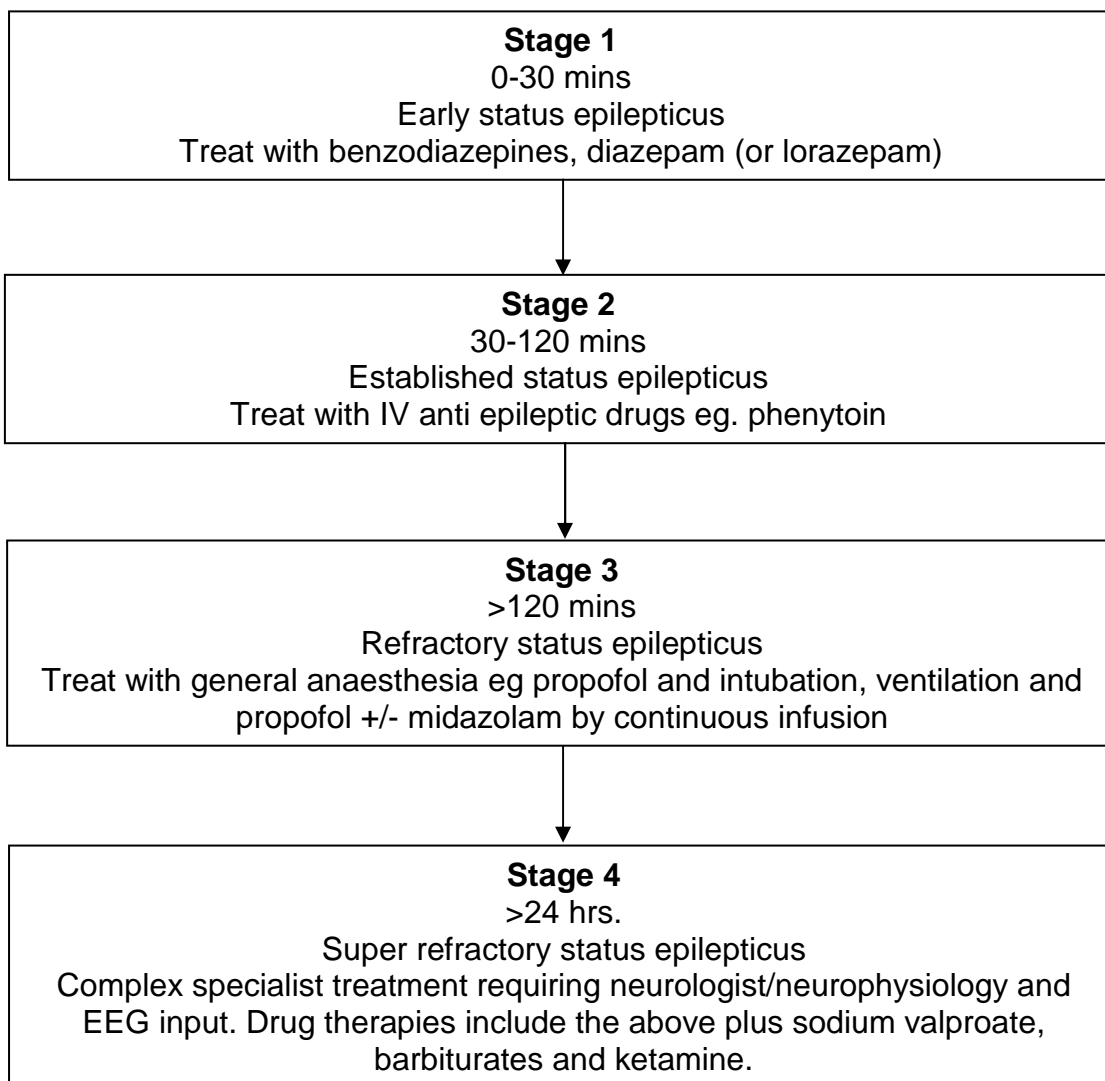 Stage 1
0-30 mins
Early status epilepticus
Treat with benzodiazepines, diazepam (or lorazepam)
Stage 2
30-120 mins
Established status epilepticus
Treat with IV anti epileptic drugs eg. phenytoin
Stage 3
>120 mins
Refractory status epilepticus
Treat with general anaesthesia eg propofol and intubation, ventilation and
propofol +/- midazolam by continuous infusion
Stage 4
>24 hrs.
Super refractory status epilepticus
Complex specialist treatment requiring neurologist/neurophysiology and
EEG input. Drug therapies include the above plus sodium valproate,
barbiturates and ketamine.